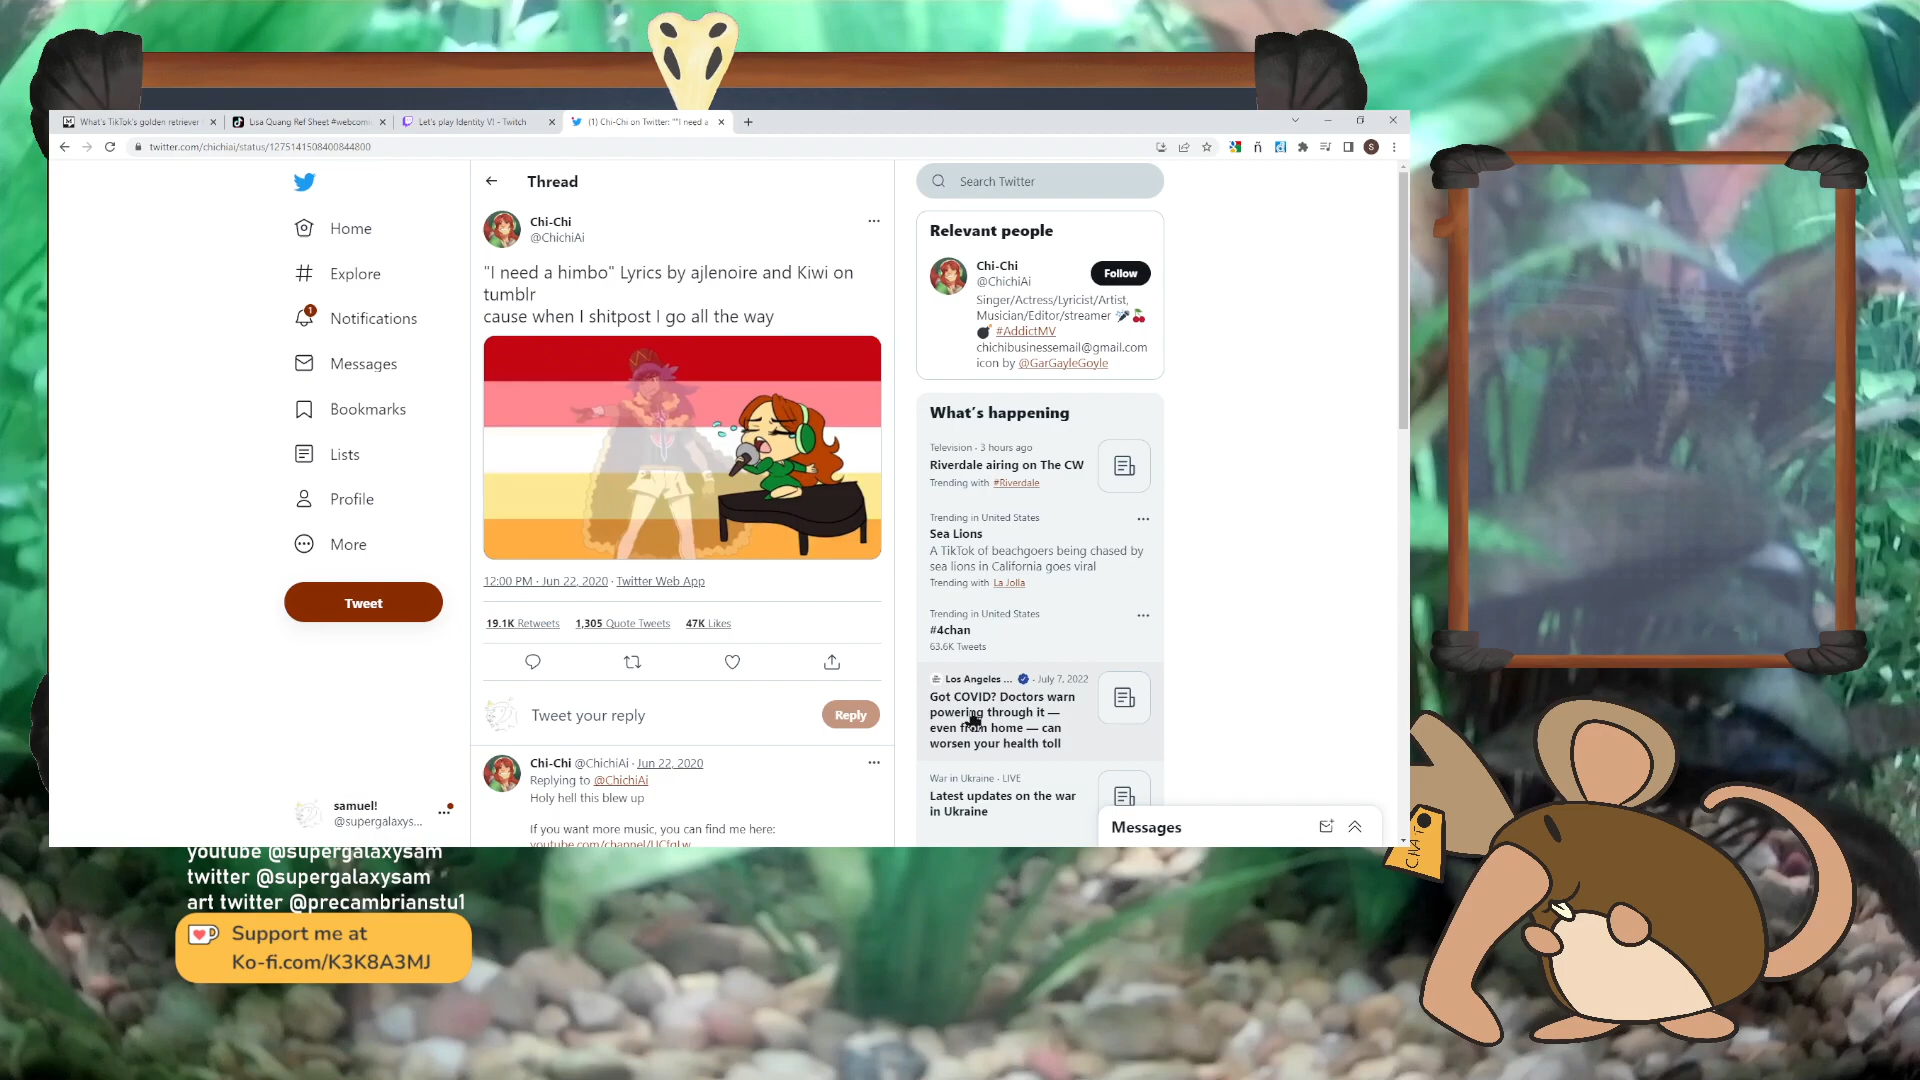 What's TikTok's golden retriever
Lisa Quang Ref Sheet #webcomic
Let's play Identity V! - Twitch
(1) Chi-Chi on Twitter: ""I need a
twitter.com/chichiai/status/1275141508400844800
Home
Explore
1
Notifications
Messages
Bookmarks
Lists
Profile
More
Tweet
samuel!
@supergalaxys...
Thread
Chi-Chi
@ChichiAi
"I need a himbo" Lyrics by ajlenoire and Kiwi on
tumblr
cause when I shitpost I go all the way
12:00 PM · Jun 22, 2020 · Twitter Web App
19.1K Retweets 1,305 Quote Tweets 47K Likes
Tweet your reply
Reply
Chi-Chi @ChichiAi · Jun 22, 2020
Replying to @ChichiAi
Holy hell this blew up
If you want more music, you can find me here:
Search Twitter
Relevant people
Chi-Chi
@ChichiAi
Follow
Singer/Actress/Lyricist/Artist,
Musician/Editor/streamer
#AddictMV
chichibusinessemail@gmail.com
icon by @GarGayleGoyle
What's happening
Television · 3 hours ago
Riverdale airing on The CW
Trending with #Riverdale
Trending in United States
Sea Lions
A TikTok of beachgoers being chased by
sea lions in California goes viral
Trending with La Jolla
Trending in United States
#4chan
63.6K Tweets
Los Angeles ... · July 7, 2022
Got COVID? Doctors warn
powering through it —
even from home — can
worsen your health toll
War in Ukraine · LIVE
Latest updates on the war
in Ukraine
Messages
CHAT
youtube @supergalaxysam
twitter @supergalaxysam
art twitter @precambrianstu1
Support me at
Ko-fi.com/K3K8A3MJ